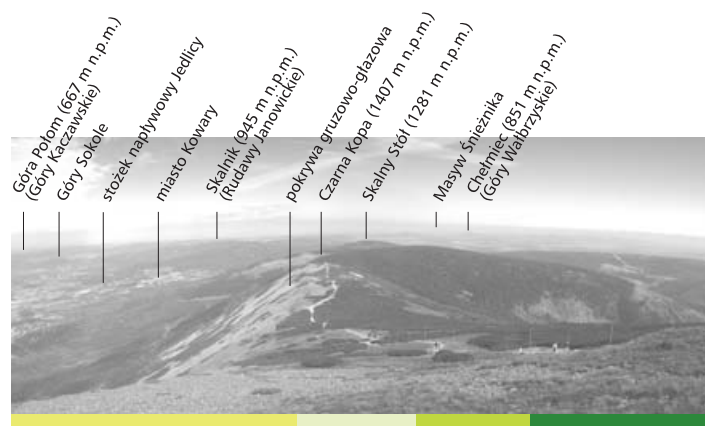 Góra Połom (667 m n.p.m.)
(Góry Kaczawskie)
Góry Sokole
stożek napływowy Jedlicy
miasto Kowary
Skalnik (945 m n.p.m.)
(Rudawy Janowickie)
pokrywa gruzowo-głazowa
Czarna Kopa (1407 m n.p.m.)
Skalny Stół (1281 m n.p.m.)
Masyw Śnieżnika
Chełmiec (851 m n.p.m.)
(Góry Wałbrzyskie)